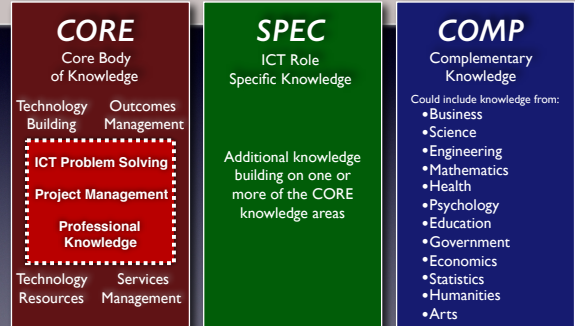 CORE
Core Body
of Knowledge
Technology Outcomes
Building Management
ICT Problem Solving
Project Management
Professional
Knowledge
Technology Services
Resources Management
SPEC
ICT Role
Specific Knowledge
Additional knowledge
building on one or
more of the CORE
knowledge areas
COMP
Complementary
Knowledge
Could include knowledge from:
•Business
•Science
•Engineering
•Mathematics
•Health
•Psychology
•Education
•Government
•Economics
•Statistics
•Humanities
•Arts